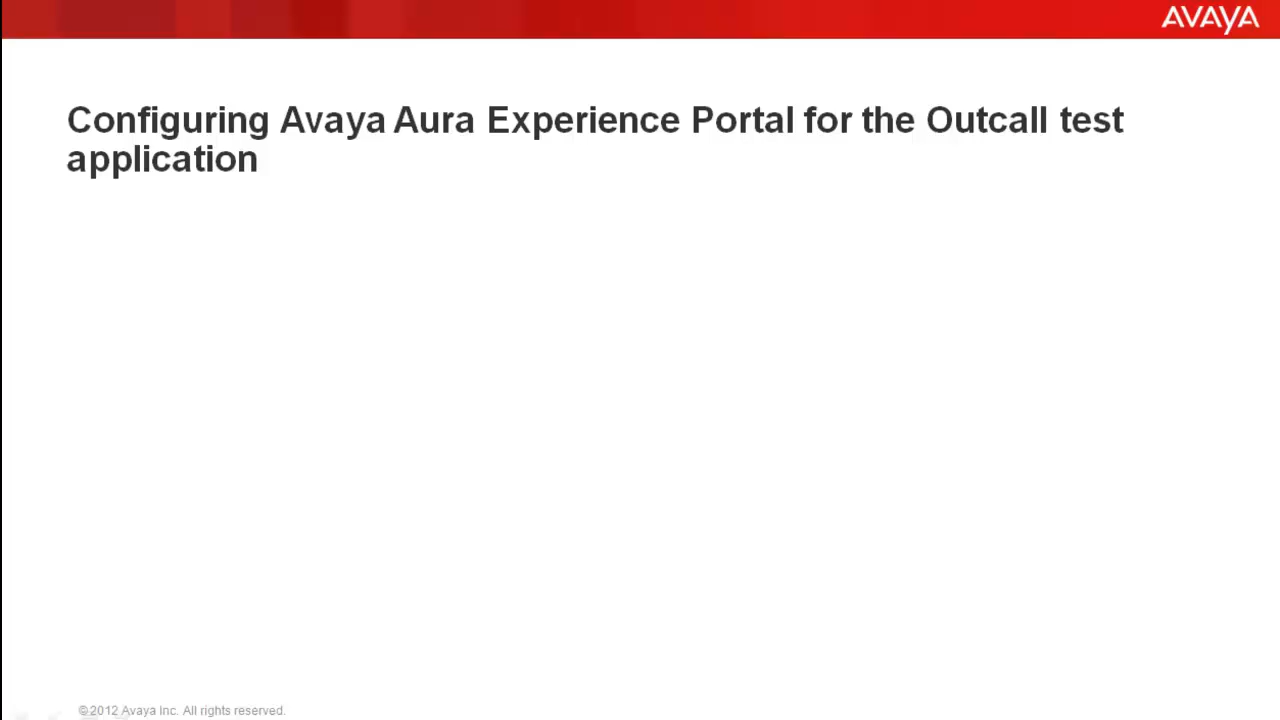 AVAYA
Configuring Avaya Aura Experience Portal for the Outcall test
application
©2012 Avaya Inc. All rights reserved.